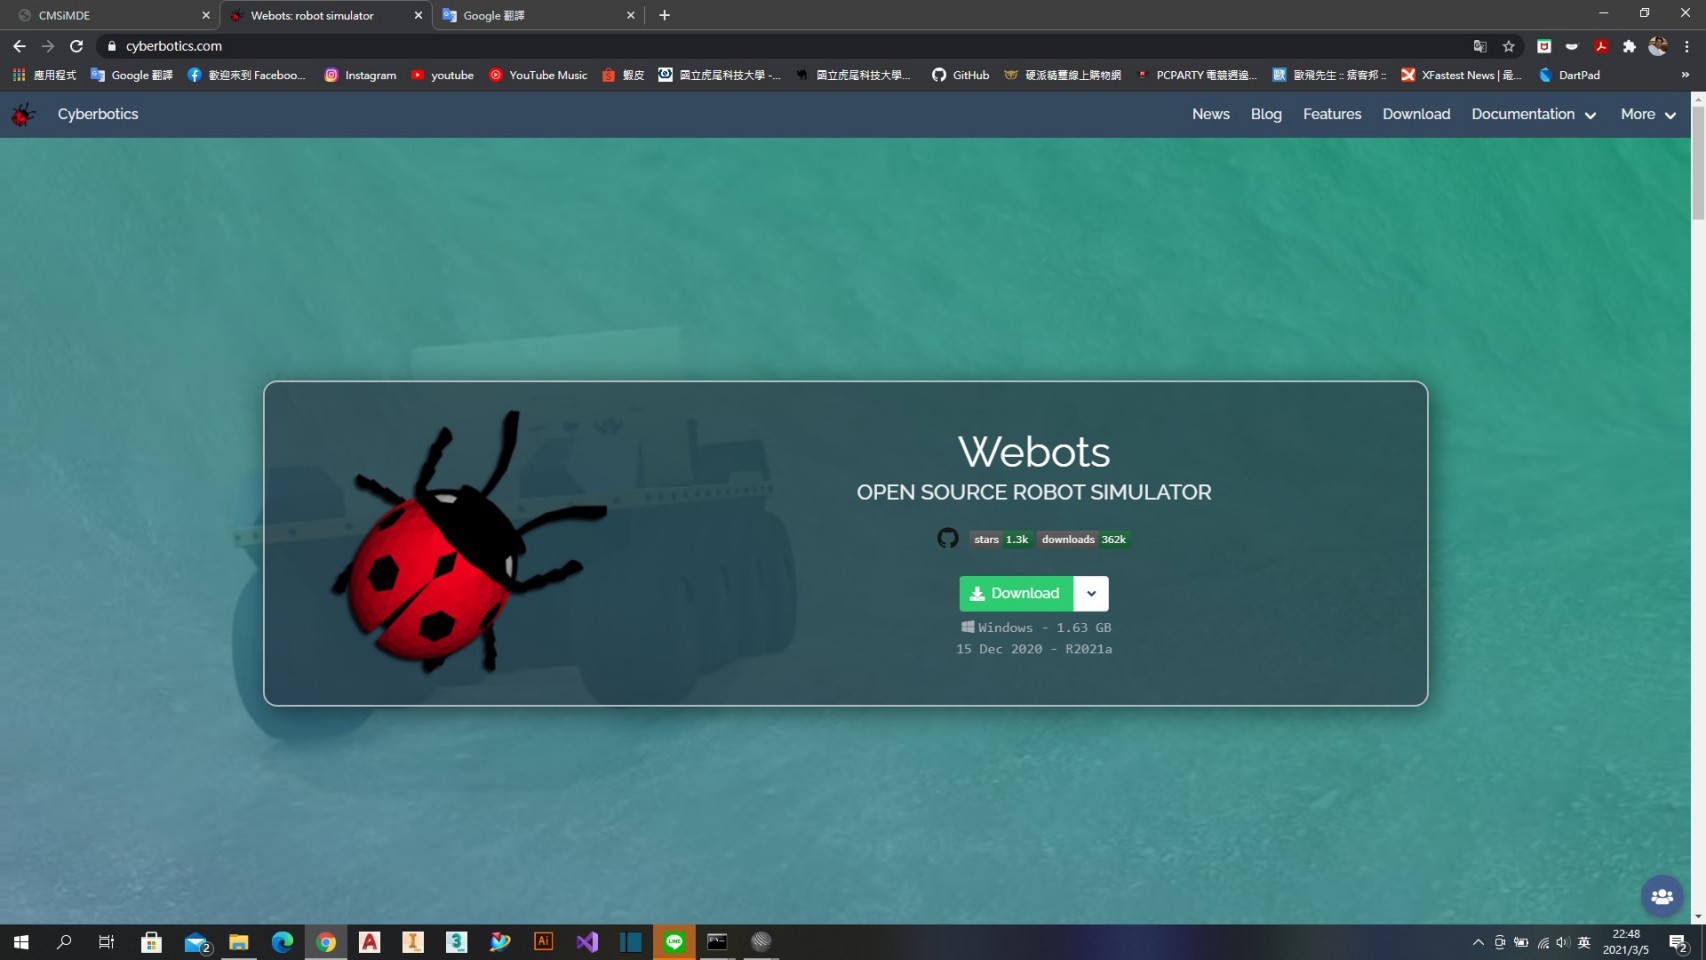 CMSiMDE
Webots: robot simulator
Google 翻譯
cyberbotics.com
應用程式
Google 翻譯
歡迎來到 Faceboo...
Instagram
youtube
YouTube Music
蝦皮
國立虎尾科技大學 -...
國立虎尾科技大學...
GitHub
硬派精璽線上購物網
PCPARTY 電競週邊...
歐飛先生 :: 痞客邦 ::
XFastest News | 最...
DartPad
»
Cyberbotics
News
Blog
Features
Download
Documentation
More
Webots
OPEN SOURCE ROBOT SIMULATOR
stars 1.3k downloads 362k
Download
Windows - 1.63 GB
15 Dec 2020 - R2021a
英
22:48
2021/3/5